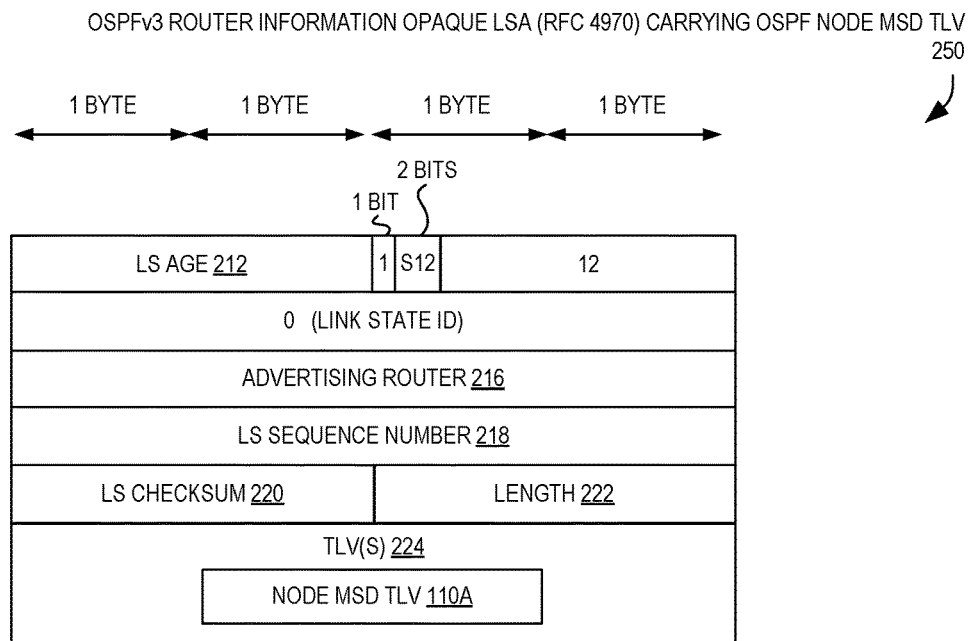 OSPFv3 ROUTER INFORMATION OPAQUE LSA (RFC 4970) CARRYING OSPF NODE MSD TLV
250
1 BYTE 1 BYTE 1 BYTE 1 BYTE
2 BITS
1 BIT
LS AGE 212 1 S12 12
0 (LINK STATE ID)
ADVERTISING ROUTER 216
LS SEQUENCE NUMBER 218
LS CHECKSUM 220 LENGTH 222
TLV(S) 224
NODE MSD TLV 110A